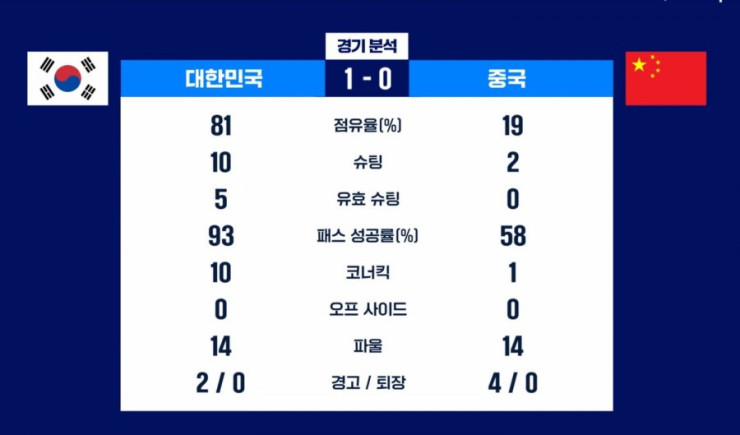 경기 분석
대한민국 1 - 0 중국
81 점유율(%) 19
10 슈팅 2
5 유효 슈팅 0
93 패스 성공률(%) 58
10 코너킥 1
0 오프 사이드 0
14 파울 14
2 / 0 경고 / 퇴장 4 / 0